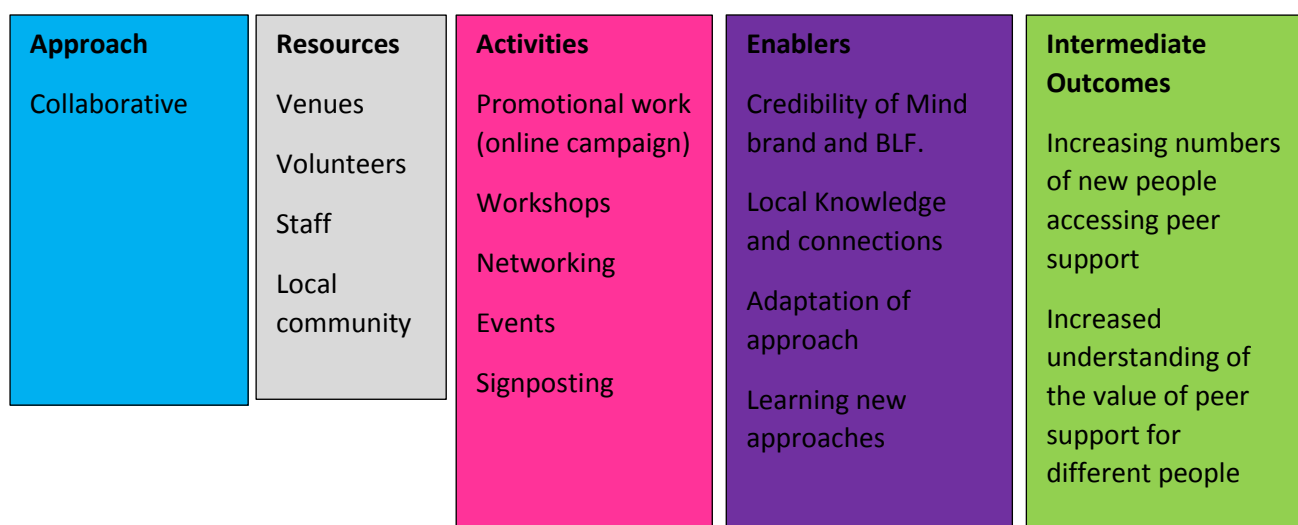 Approach
Collaborative
Resources
Venues
Volunteers
Staff
Local
community
Activities
Promotional work
(online campaign)
Workshops
Networking
Events
Signposting
Enablers
Credibility of Mind
brand and BLF.
Local Knowledge
and connections
Adaptation of
approach
Learning new
approaches
Intermediate
Outcomes
Increasing numbers
of new people
accessing peer
support
Increased
understanding of
the value of peer
support for
different people